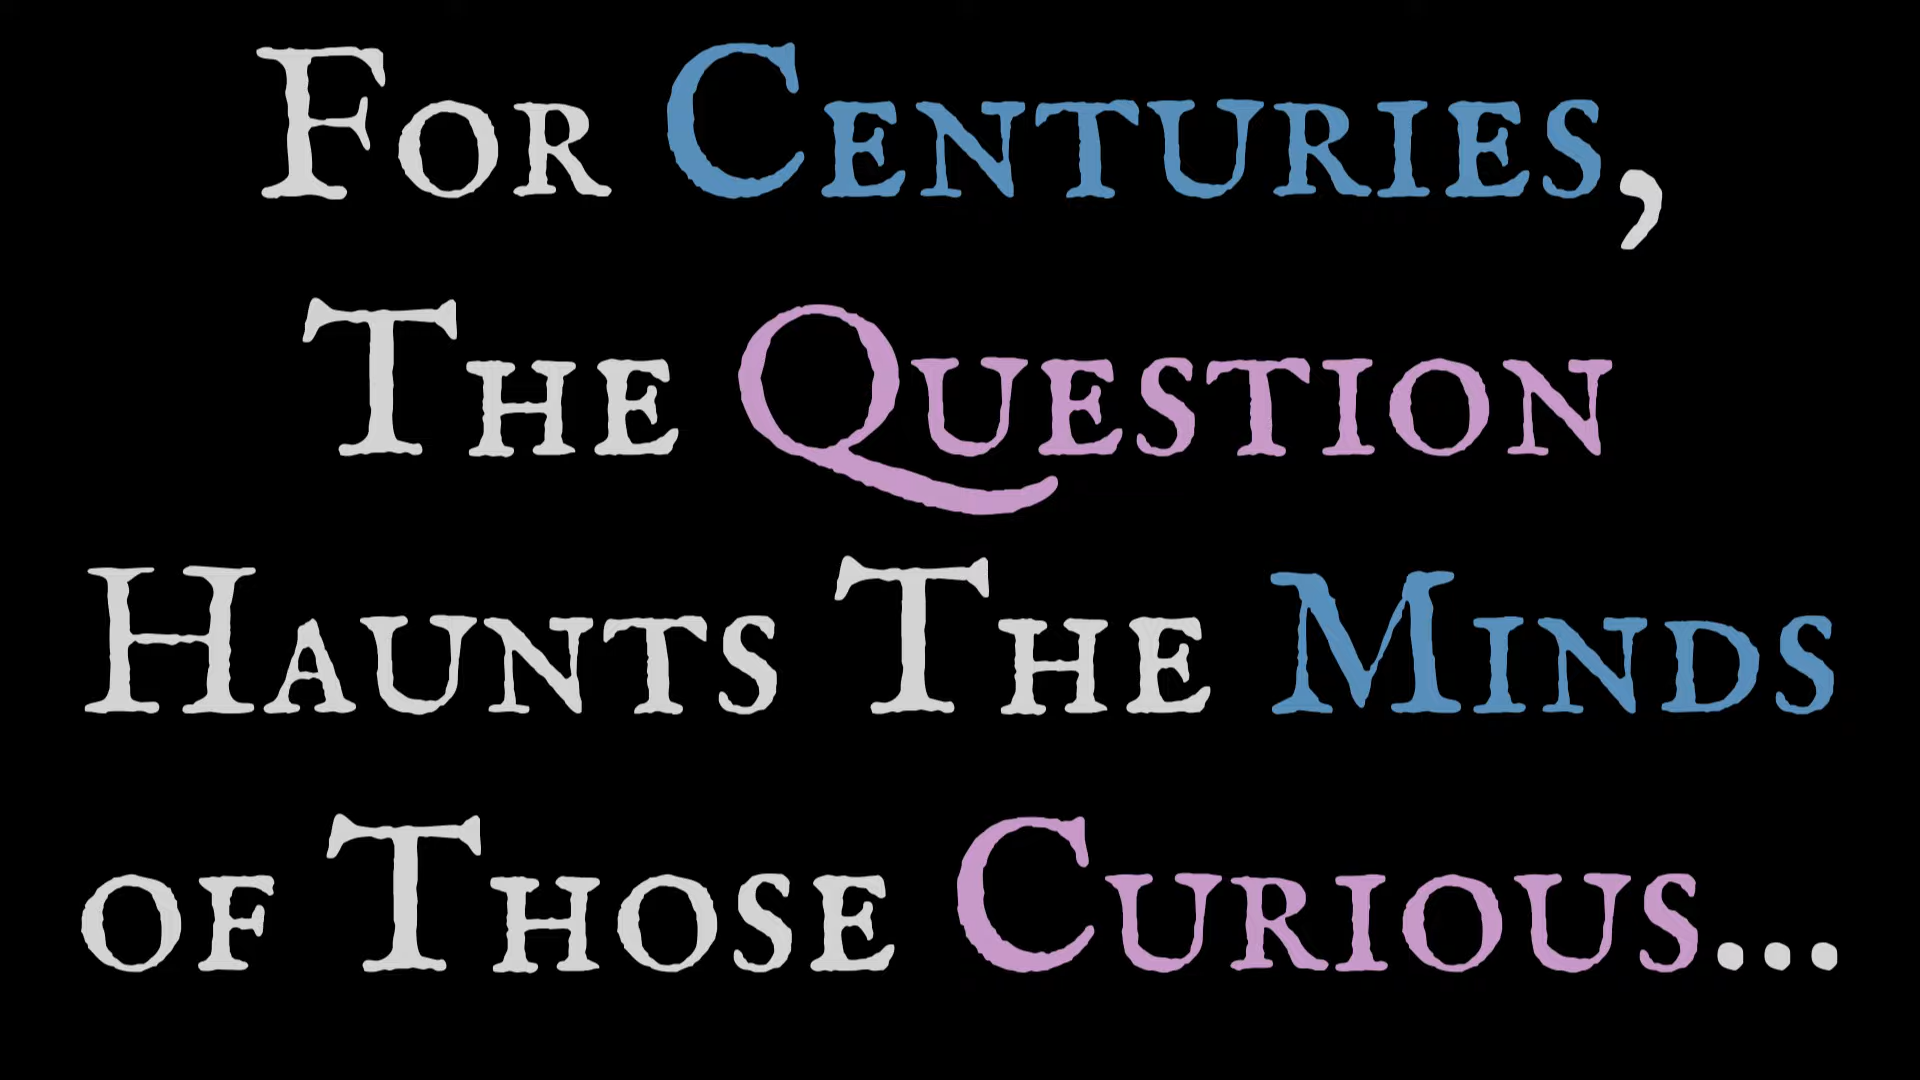 For Centuries,
The Question
Haunts The Minds
of Those Curious...